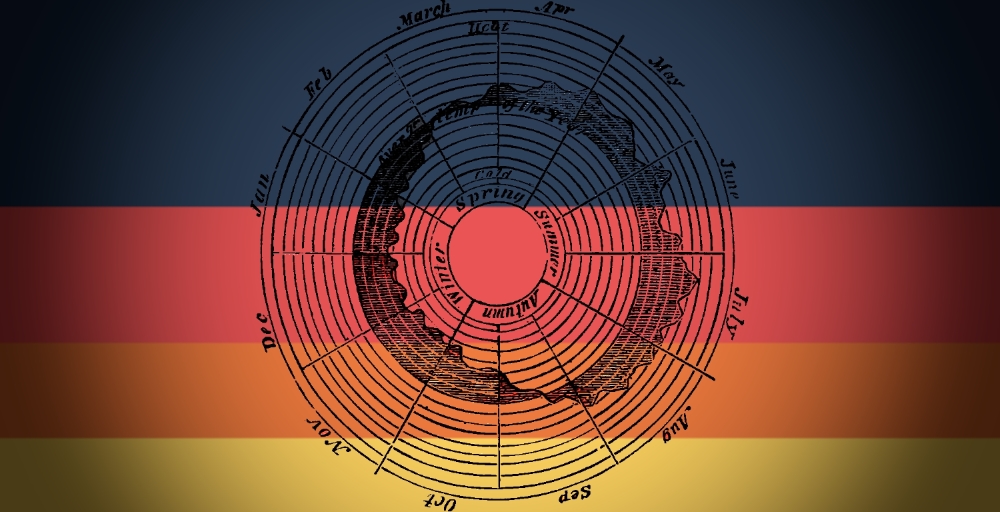 March
Apr
Heat
Feb
May
Aver. Temp. of the Year
Jan
June
Cold
Spring
Summer
Winter
Autumn
Dec
July
Nov
Aug
Oct
Sep